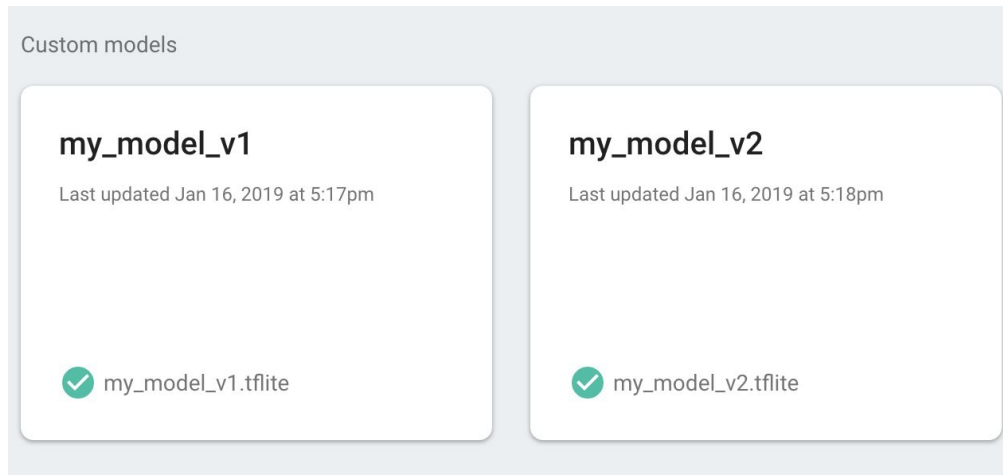 Custom models
my_model_v1
Last updated Jan 16, 2019 at 5:17pm
my_model_v1.tflite
my_model_v2
Last updated Jan 16, 2019 at 5:18pm
my_model_v2.tflite